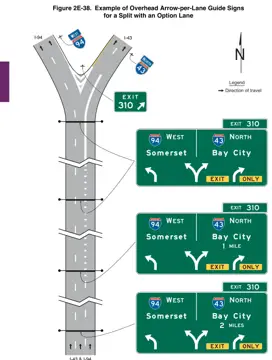 Figure 2E-38. Example of Overhead Arrow-per-Lane Guide Signs
for a Split with an Option Lane
I-94
94
I-43
43
N
Legend
Direction of travel
EXIT
310
EXIT 310
94 WEST
43 NORTH
Somerset
Bay City
EXIT ONLY
EXIT 310
94 WEST
43 NORTH
Somerset
Bay City
1 MILE
EXIT ONLY
EXIT 310
94 WEST
43 NORTH
Somerset
Bay City
2 MILES
EXIT ONLY
I-43 & I-94